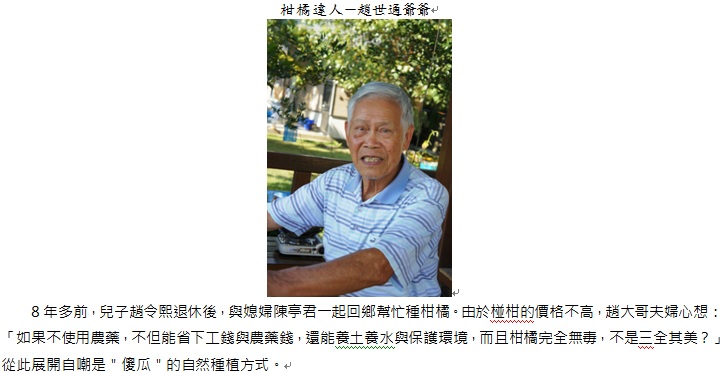 柑橘達人－趙世通爺爺
8 年多前，兒子趙令熙退休後，與媳婦陳亭君一起回鄉幫忙種柑橘。由於椪柑的價格不高，趙大哥夫婦心想：
「如果不使用農藥，不但能省下工錢與農藥錢，還能養土養水與保護環境，而且柑橘完全無毒，不是三全其美？」
從此展開自嘲是＂傻瓜＂的自然種植方式。